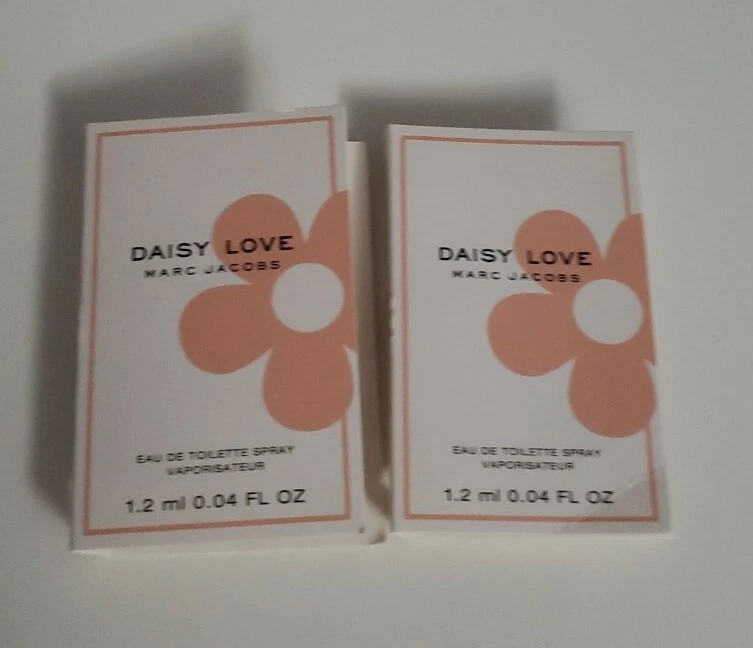 DAISY LOVE
MARC JACOBS
EAU DE TOILETTE SPRAY
VAPORISATEUR
1.2 ml 0.04 FL OZ
DAISY LOVE
MARC JACOBS
EAU DE TOILETTE SPRAY
VAPORISATEUR
1.2 ml 0.04 FL OZ